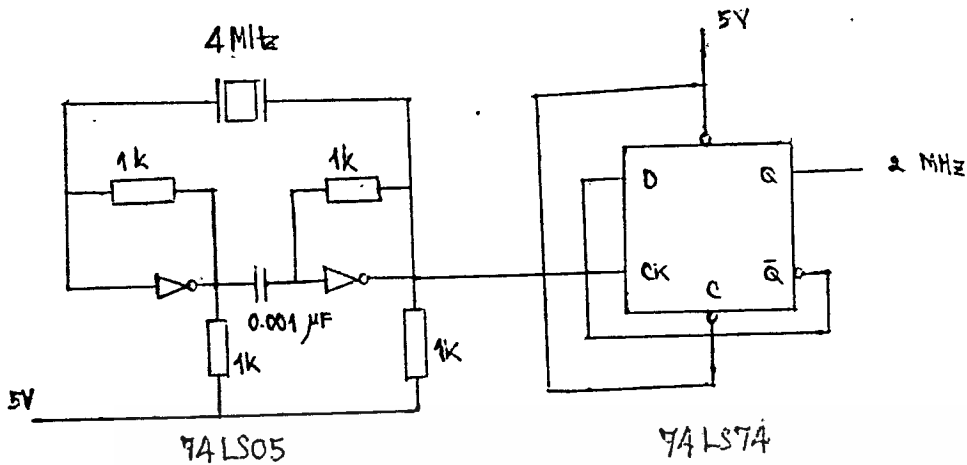 4 MHz
5V
1k
1k
D
Q
2 MHz
CK
Q̅
C
0.001 µF
1k
1k
5V
74LS05
74LS74